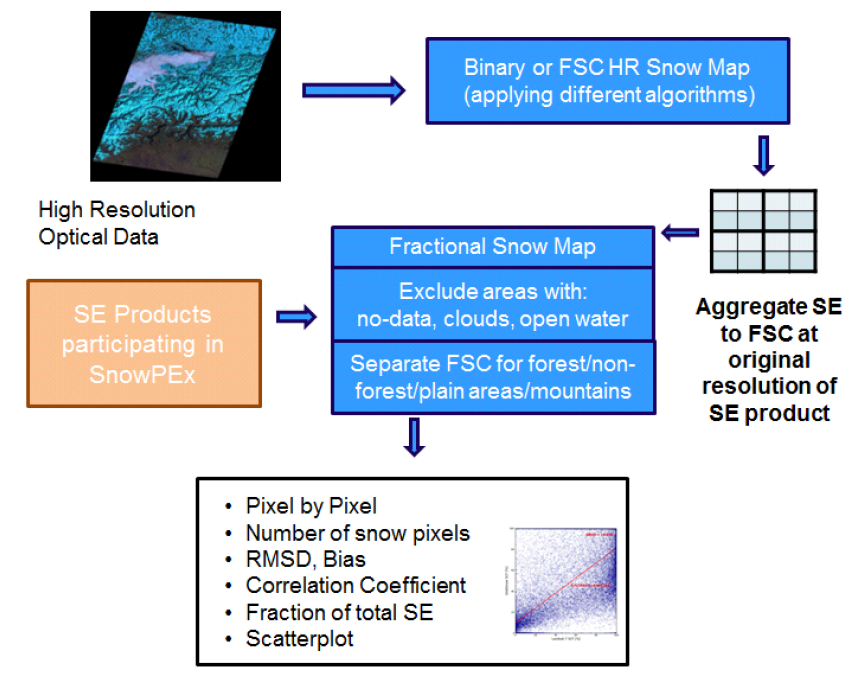 Binary or FSC HR Snow Map
(applying different algorithms)
High Resolution
Optical Data
Aggregate SE
to FSC at
original
resolution of
SE product
Fractional Snow Map
Exclude areas with:
no-data, clouds, open water
Separate FSC for forest/non-
forest/plain areas/mountains
SE Products
participating in
SnowPEx
• Pixel by Pixel
• Number of snow pixels
• RMSD, Bias
• Correlation Coefficient
• Fraction of total SE
• Scatterplot